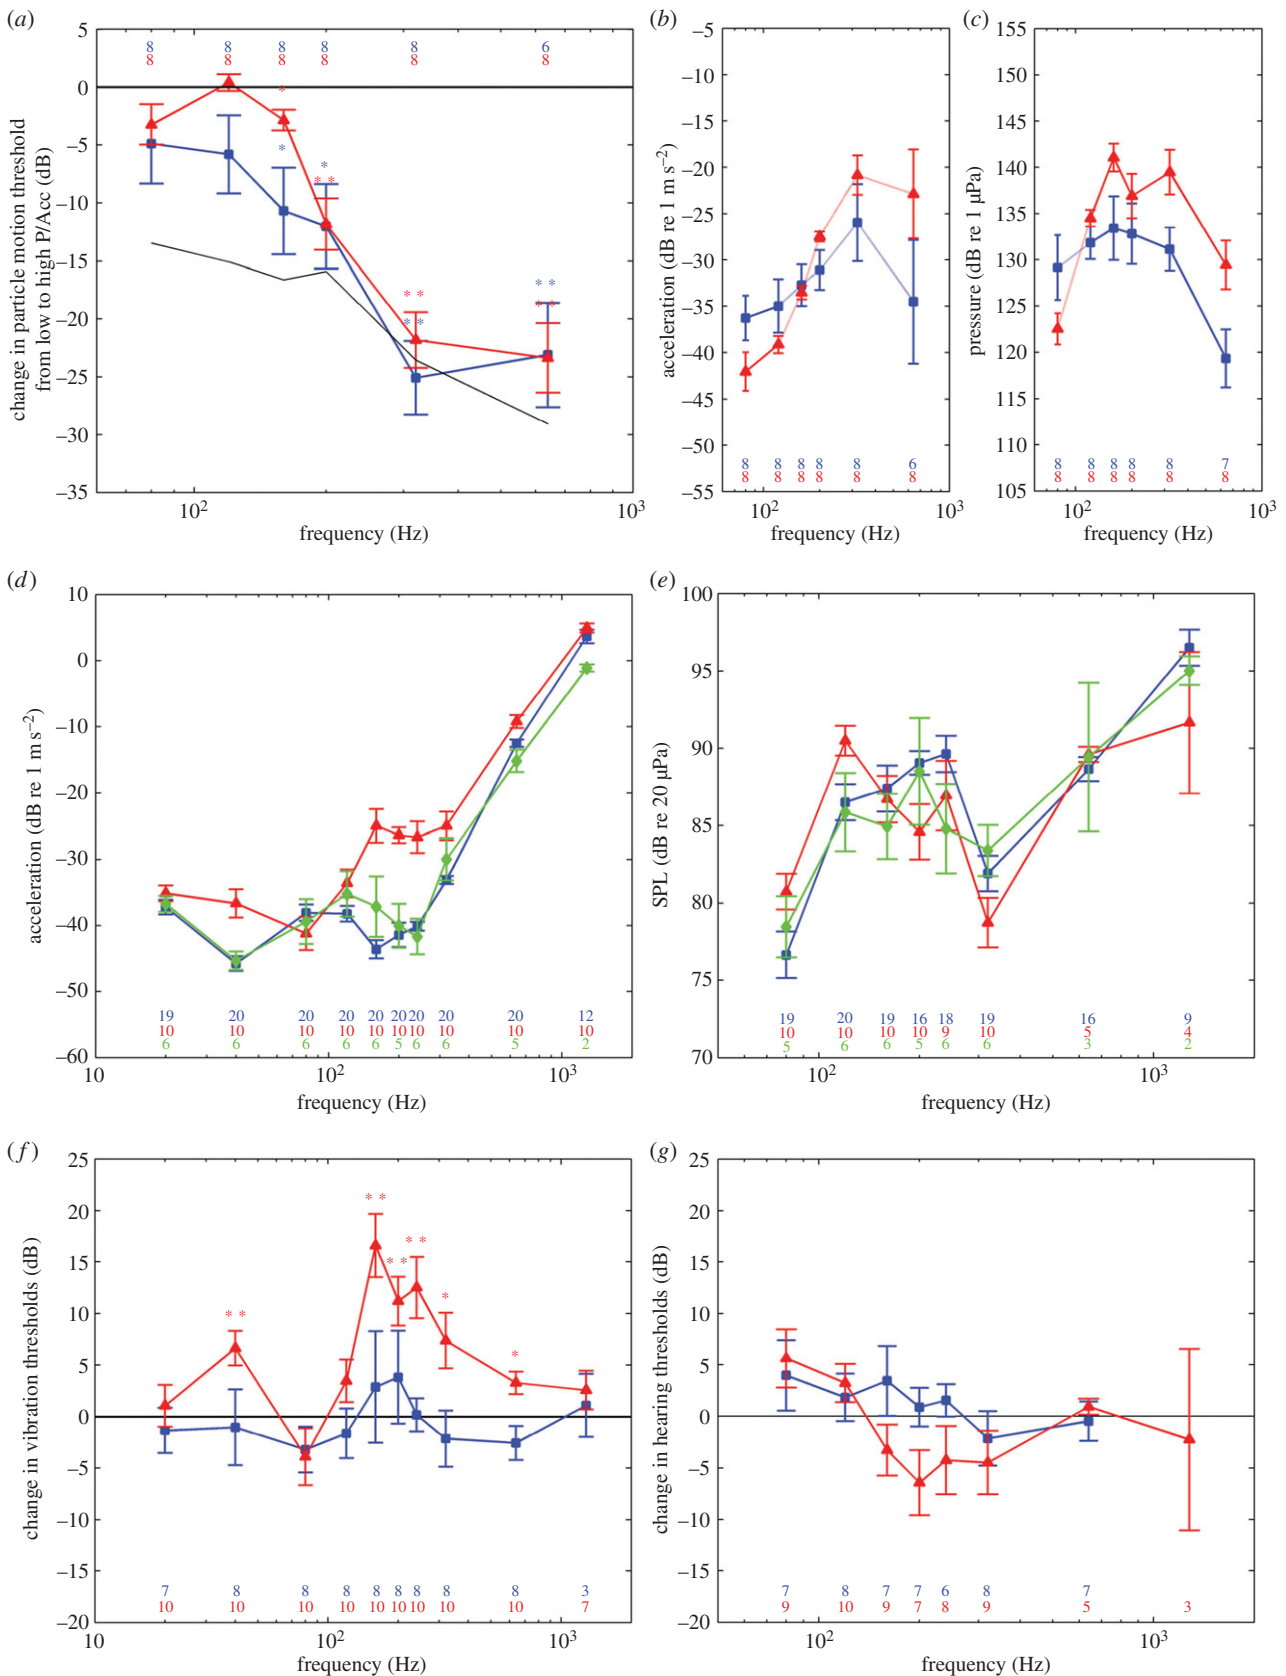 (a)
5
0
–5
–10
–15
–20
–25
–30
–35
change in particle motion threshold
from low to high P/Acc (dB)
8 8 8 8 8 6
8 8 8 8 8 8
*
*
*
* *
* *
* *
* *
* *
10² 10³
frequency (Hz)
(b)
–5
–10
–15
–20
–25
–30
–35
–40
–45
–50
–55
acceleration (dB re 1 m s⁻²)
8 8 8 8 8 6
8 8 8 8 8 8
10² 10³
frequency (Hz)
(c)
155
150
145
140
135
130
125
120
115
110
105
pressure (dB re 1 µPa)
8 8 8 8 8 7
8 8 8 8 8 8
10² 10³
frequency (Hz)
(d)
10
0
–10
–20
–30
–40
–50
–60
acceleration (dB re 1 m s⁻²)
19 20 20 20 20 20 20 20 20 12
10 10 10 10 10 10 10 10 10 10
6 6 6 6 6 5 6 6 5 2
10 10² 10³
frequency (Hz)
(e)
100
95
90
85
80
75
70
SPL (dB re 20 µPa)
19 20 19 16 18 19 16 9
10 10 10 10 9 10 5 4
5 6 6 5 6 6 3 2
10² 10³
frequency (Hz)
(f)
25
20
15
10
5
0
–5
–10
–15
–20
change in vibration thresholds (dB)
* *
* *
* *
* *
*
*
7 8 8 8 8 8 8 8 8 3
10 10 10 10 10 10 10 10 10 7
10 10² 10³
frequency (Hz)
(g)
25
20
15
10
5
0
–5
–10
–15
–20
change in hearing thresholds (dB)
7 8 7 7 6 8 7
9 10 9 7 8 9 5 3
10² 10³
frequency (Hz)